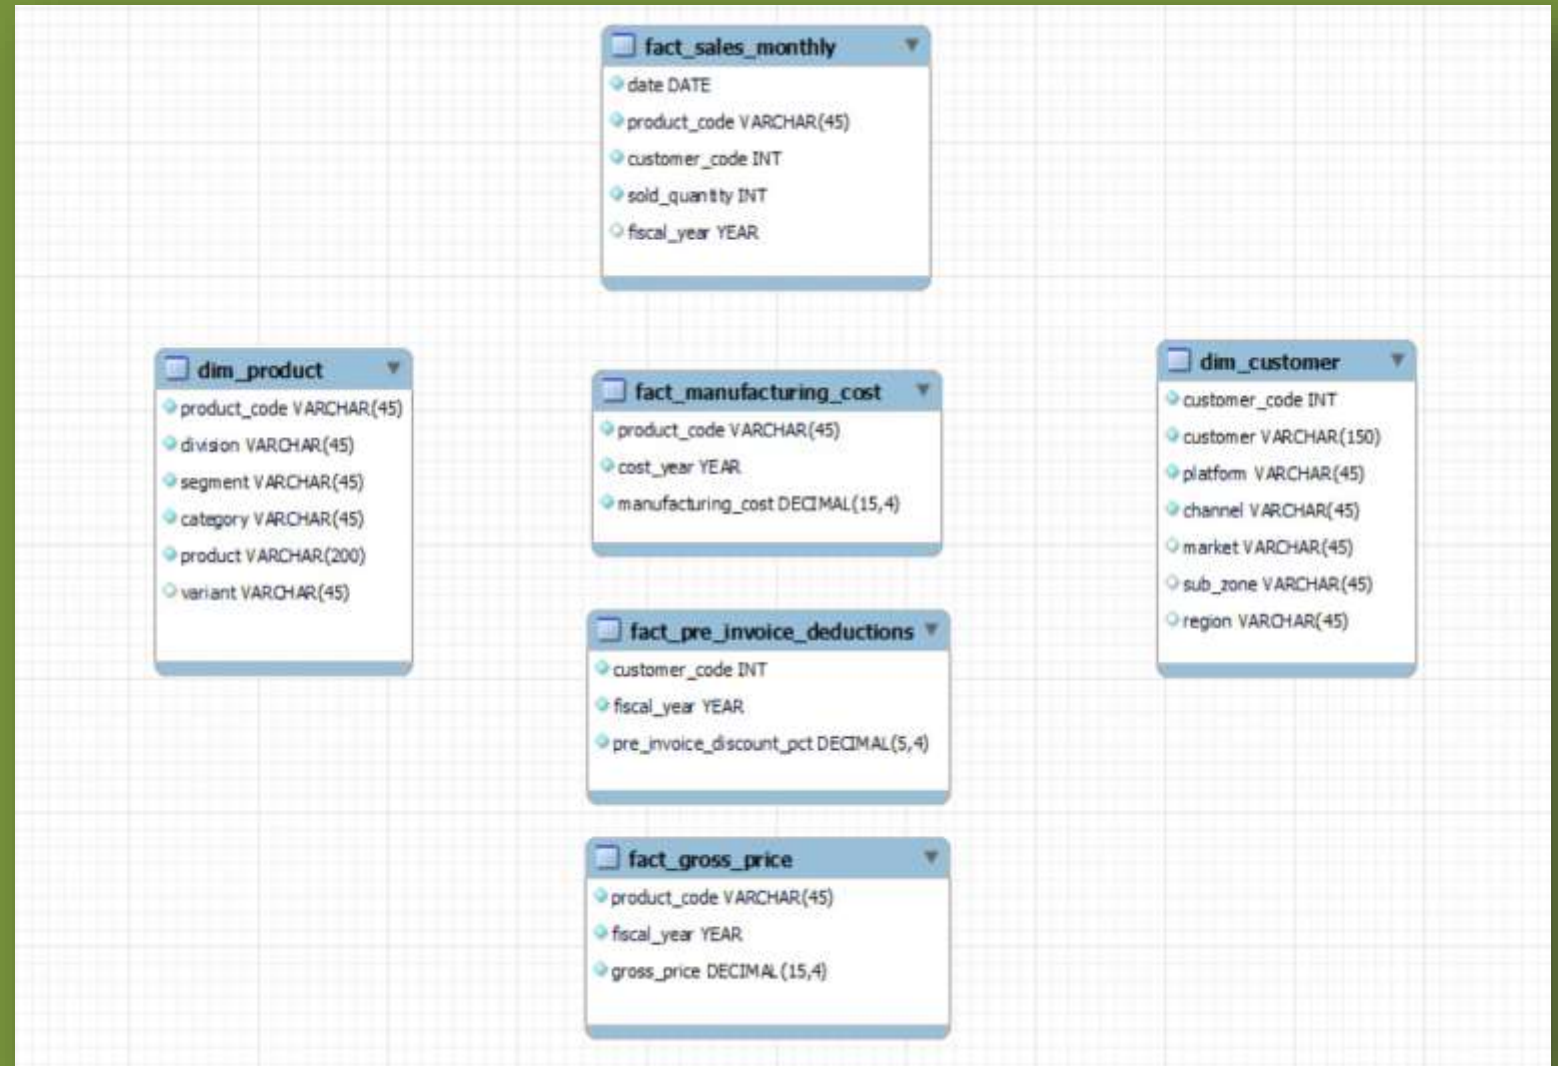 fact_sales_monthly
date DATE
product_code VARCHAR(45)
customer_code INT
sold_quantity INT
fiscal_year YEAR
dim_product
product_code VARCHAR(45)
division VARCHAR(45)
segment VARCHAR(45)
category VARCHAR(45)
product VARCHAR(200)
variant VARCHAR(45)
fact_manufacturing_cost
product_code VARCHAR(45)
cost_year YEAR
manufacturing_cost DECIMAL(15,4)
fact_pre_invoice_deductions
customer_code INT
fiscal_year YEAR
pre_invoice_discount_pct DECIMAL(5,4)
fact_gross_price
product_code VARCHAR(45)
fiscal_year YEAR
gross_price DECIMAL(15,4)
dim_customer
customer_code INT
customer VARCHAR(150)
platform VARCHAR(45)
channel VARCHAR(45)
market VARCHAR(45)
sub_zone VARCHAR(45)
region VARCHAR(45)